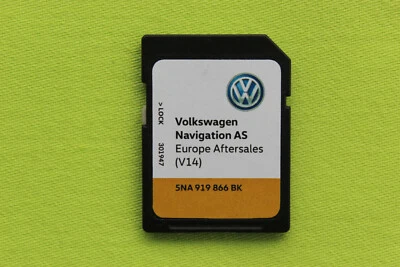 Volkswagen
Navigation AS
Europe Aftersales
(V14)
5NA 919 866 BK
> LOCK
301947